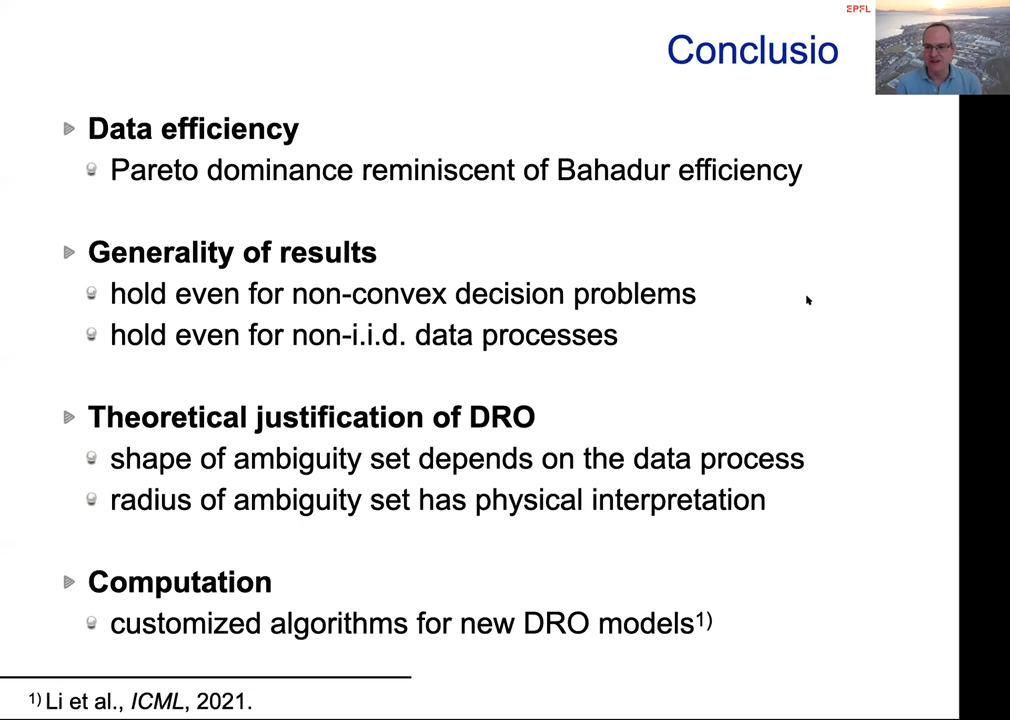 EPFL
Conclusio
Data efficiency
Pareto dominance reminiscent of Bahadur efficiency
Generality of results
hold even for non-convex decision problems
hold even for non-i.i.d. data processes
Theoretical justification of DRO
shape of ambiguity set depends on the data process
radius of ambiguity set has physical interpretation
Computation
customized algorithms for new DRO models1)
1) Li et al., ICML, 2021.